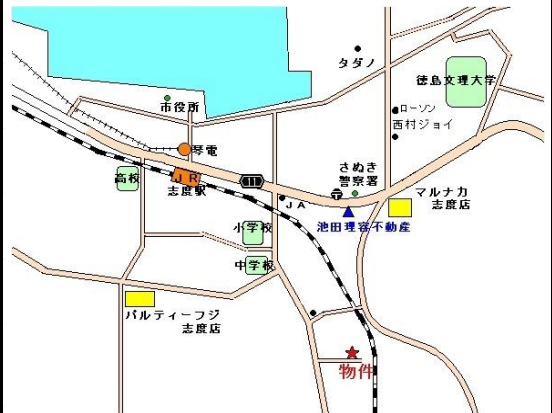 タダノ
徳島文理大学
市役所
ローソン
西村ジョイ
琴電
さぬき
警察署
高校
JR
志度駅
マルナカ
志度店
JA
小学校
池田理容不動産
中学校
パルティーフジ
志度店
物件